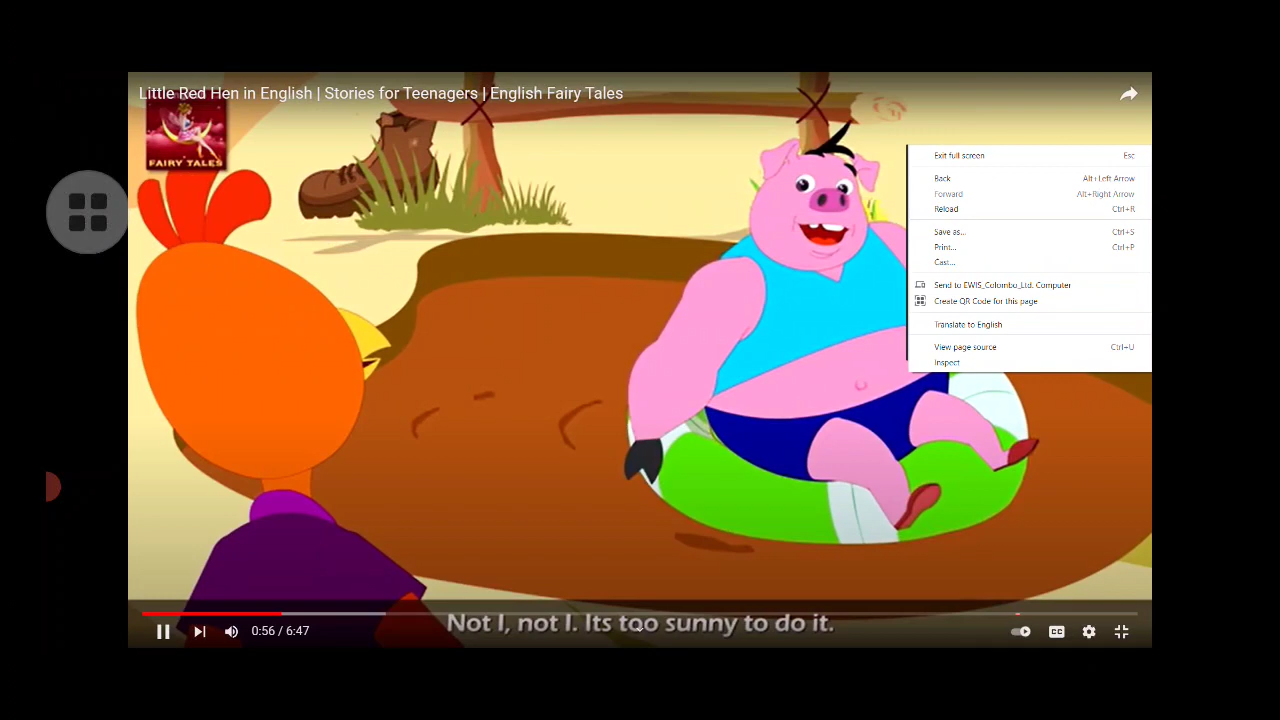 Little Red Hen in English | Stories for Teenagers | English Fairy Tales
FAIRY TALES
Exit full screen Esc
Back Alt+Left Arrow
Forward Alt+Right Arrow
Reload Ctrl+R
Save as... Ctrl+S
Print... Ctrl+P
Cast...
Send to EWIS_Colombo_Ltd. Computer
Create QR Code for this page
Translate to English
View page source Ctrl+U
Inspect
Not I, not I. Its too sunny to do it.
0:56 / 6:47
CC